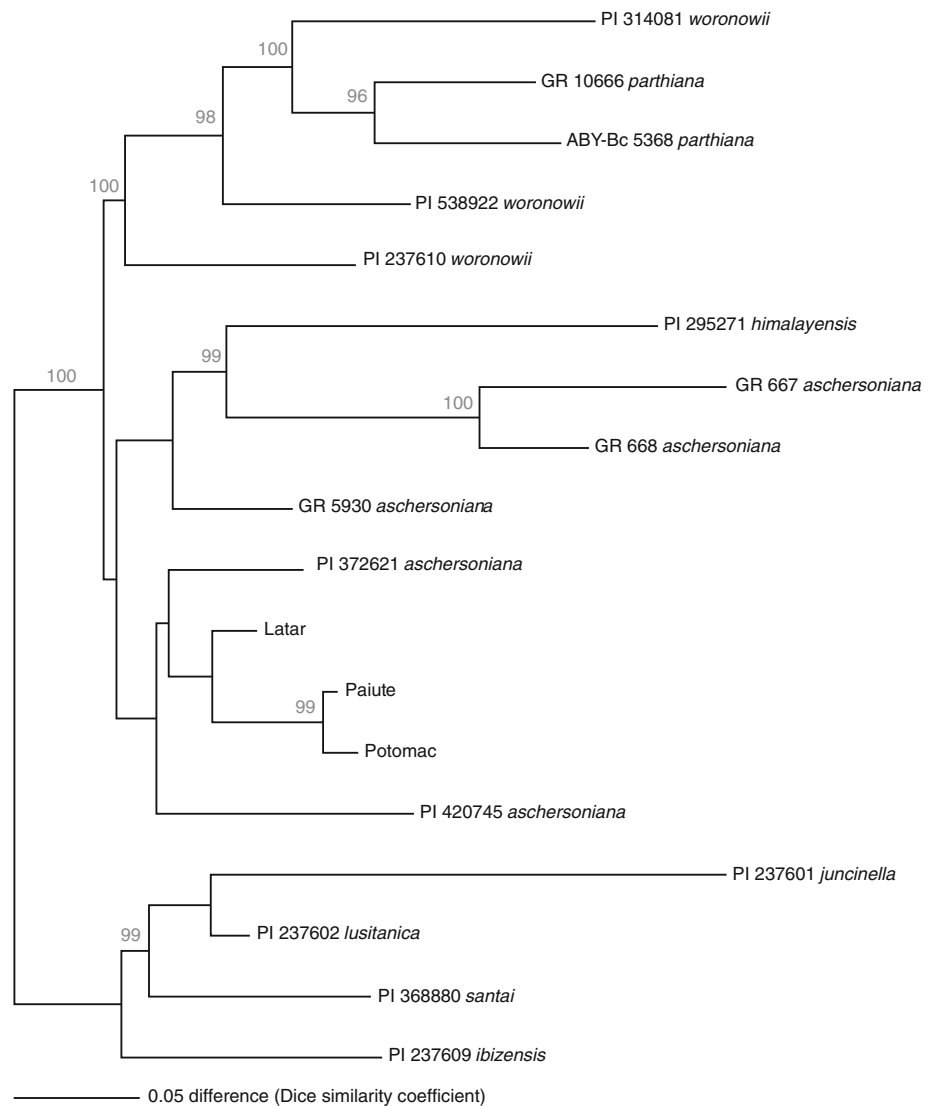 PI 314081 woronowii
100
GR 10666 parthiana
96
ABY-Bc 5368 parthiana
98
100
PI 538922 woronowii
PI 237610 woronowii
PI 295271 himalayensis
99
100
GR 667 aschersoniana
100
GR 668 aschersoniana
GR 5930 aschersoniana
PI 372621 aschersoniana
Latar
Paiute
99
Potomac
PI 420745 aschersoniana
PI 237601 juncinella
99
PI 237602 lusitanica
PI 368880 santai
PI 237609 ibizensis
0.05 difference (Dice similarity coefficient)